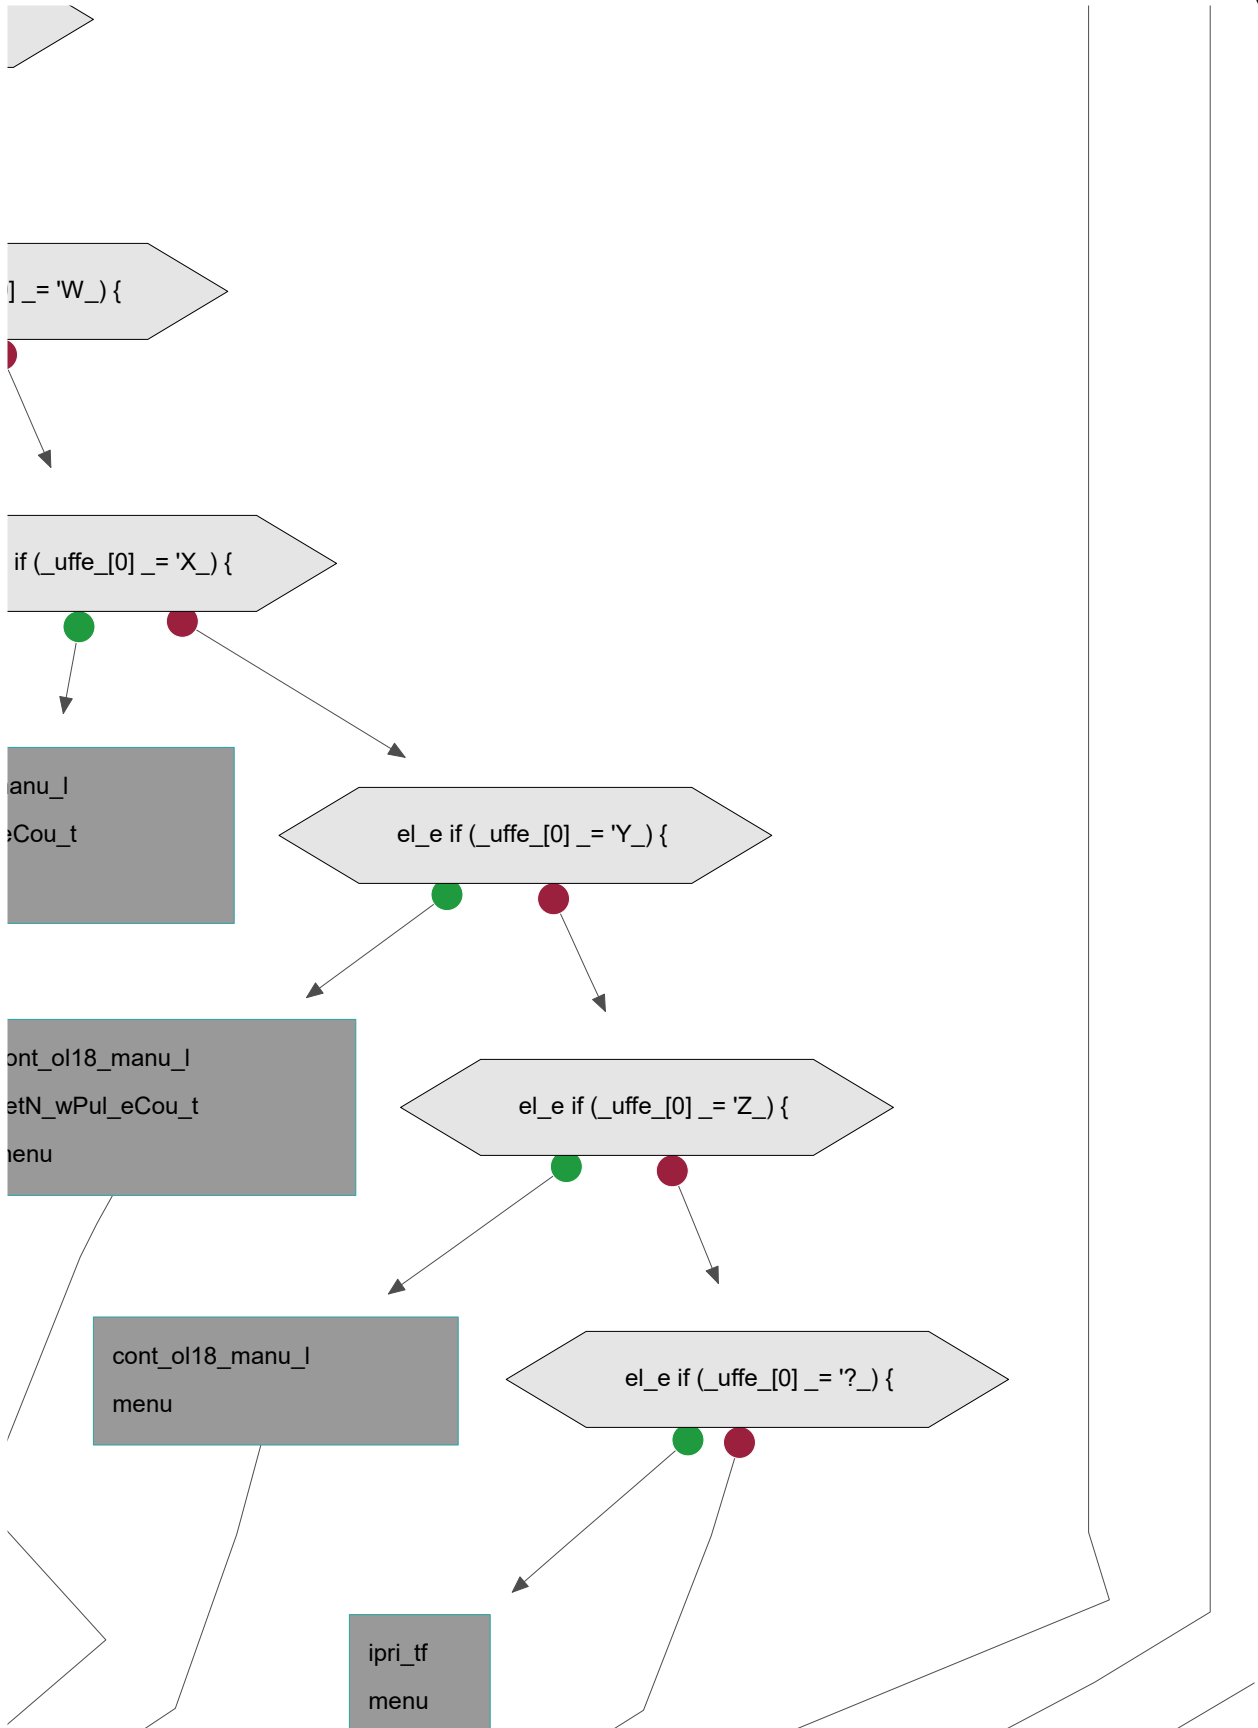 ] _= 'W_) {
if (_uffe_[0] _= 'X_) {
anu_l
eCou_t
el_e if (_uffe_[0] _= 'Y_) {
ont_ol18_manu_l
etN_wPul_eCou_t
enu
el_e if (_uffe_[0] _= 'Z_) {
cont_ol18_manu_l
menu
el_e if (_uffe_[0] _= '?_) {
ipri_tf
menu